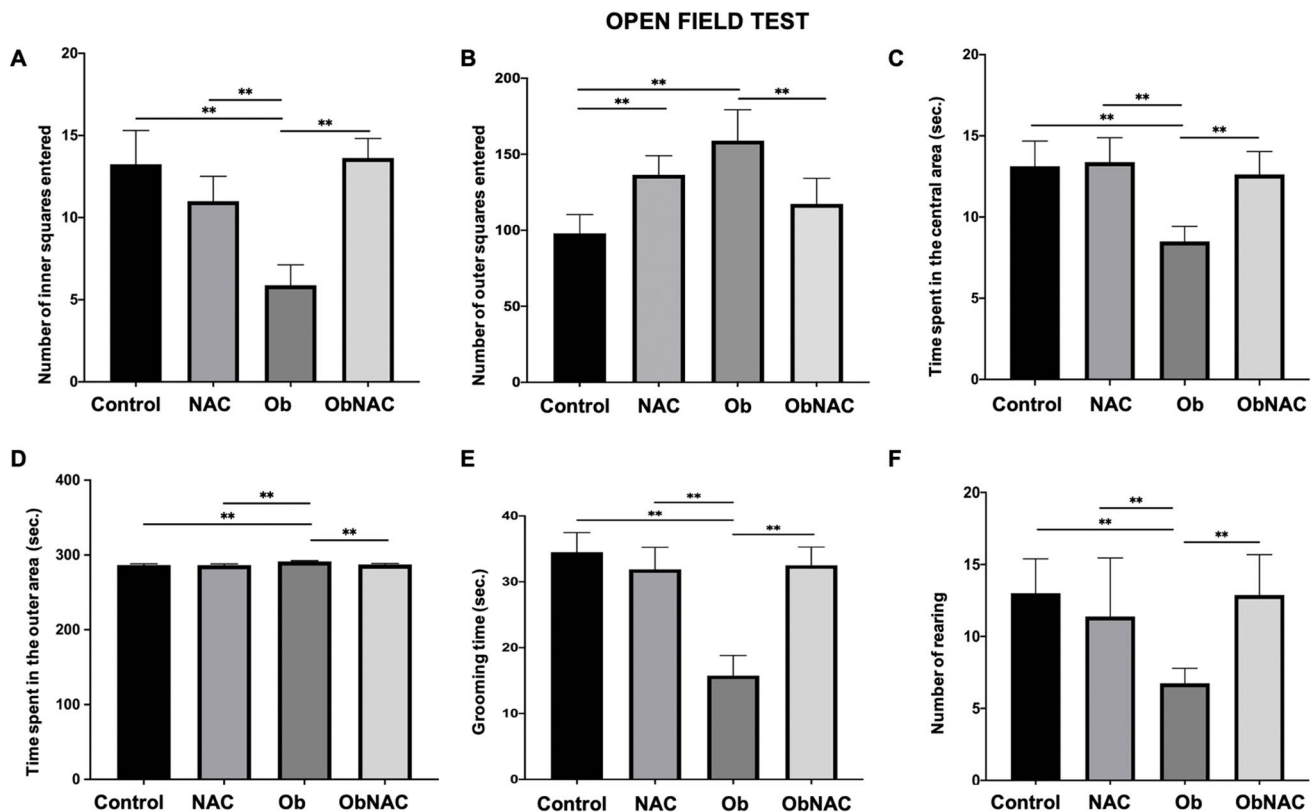 OPEN FIELD TEST
A
Number of inner squares entered
20
15
10
5
0
**
**
**
Control NAC Ob ObNAC
B
Number of outer squares entered
200
150
100
50
0
**
**
**
Control NAC Ob ObNAC
C
Time spent in the central area (sec.)
20
15
10
5
0
**
**
**
Control NAC Ob ObNAC
D
Time spent in the outer area (sec.)
400
300
200
100
0
**
**
**
Control NAC Ob ObNAC
E
Grooming time (sec.)
40
30
20
10
0
**
**
**
Control NAC Ob ObNAC
F
Number of rearing
20
15
10
5
0
**
**
**
Control NAC Ob ObNAC